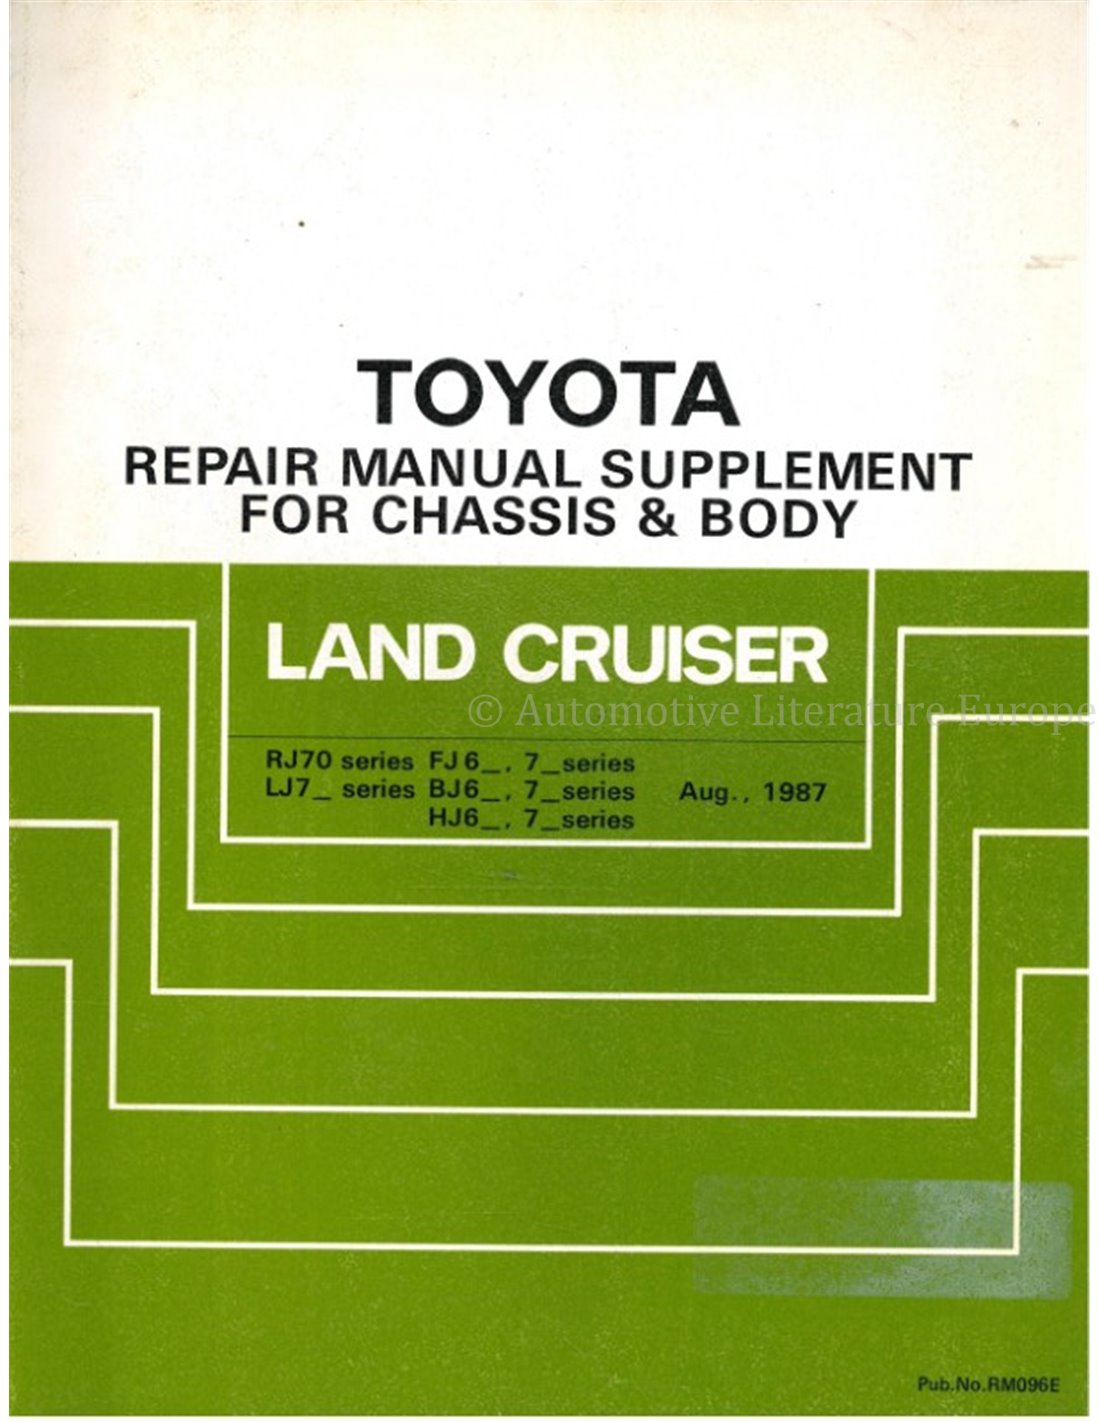 TOYOTA
REPAIR MANUAL SUPPLEMENT
FOR CHASSIS & BODY
LAND CRUISER
© Automotive Literature Europe
RJ70 series FJ6_, 7_series
LJ7_ series BJ6_, 7_series Aug., 1987
HJ6_, 7_series
Pub.No.RM096E